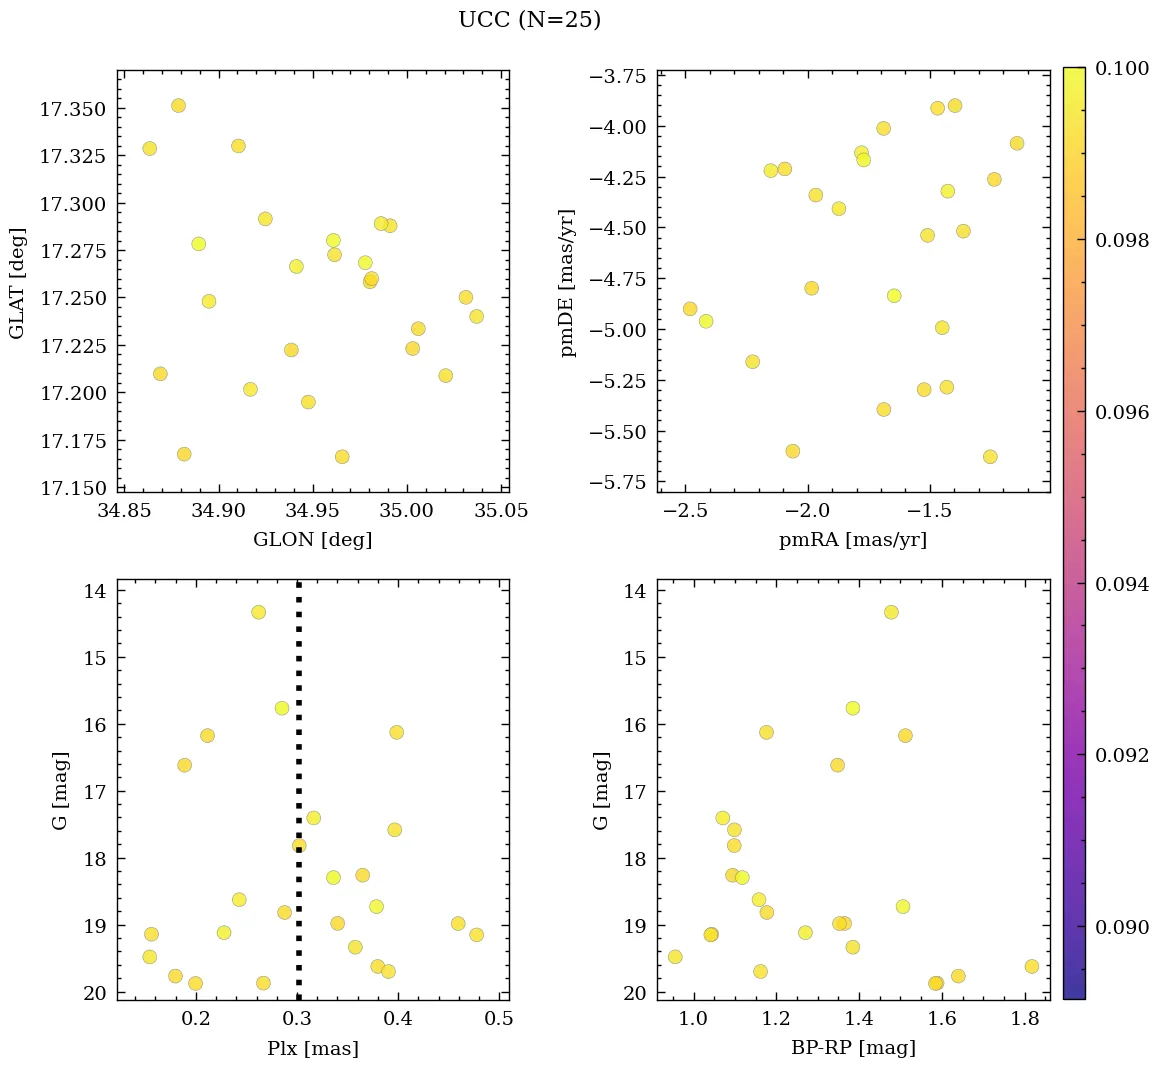 UCC (N=25)
17.350
17.325
17.300
17.275
17.250
17.225
17.200
17.175
17.150
GLAT [deg]
34.85 34.90 34.95 35.00 35.05
GLON [deg]
−3.75
−4.00
−4.25
−4.50
−4.75
−5.00
−5.25
−5.50
−5.75
pmDE [mas/yr]
−2.5 −2.0 −1.5
pmRA [mas/yr]
14
15
16
17
18
19
20
G [mag]
0.2 0.3 0.4 0.5
Plx [mas]
14
15
16
17
18
19
20
G [mag]
1.0 1.2 1.4 1.6 1.8
BP-RP [mag]
0.100
0.098
0.096
0.094
0.092
0.090